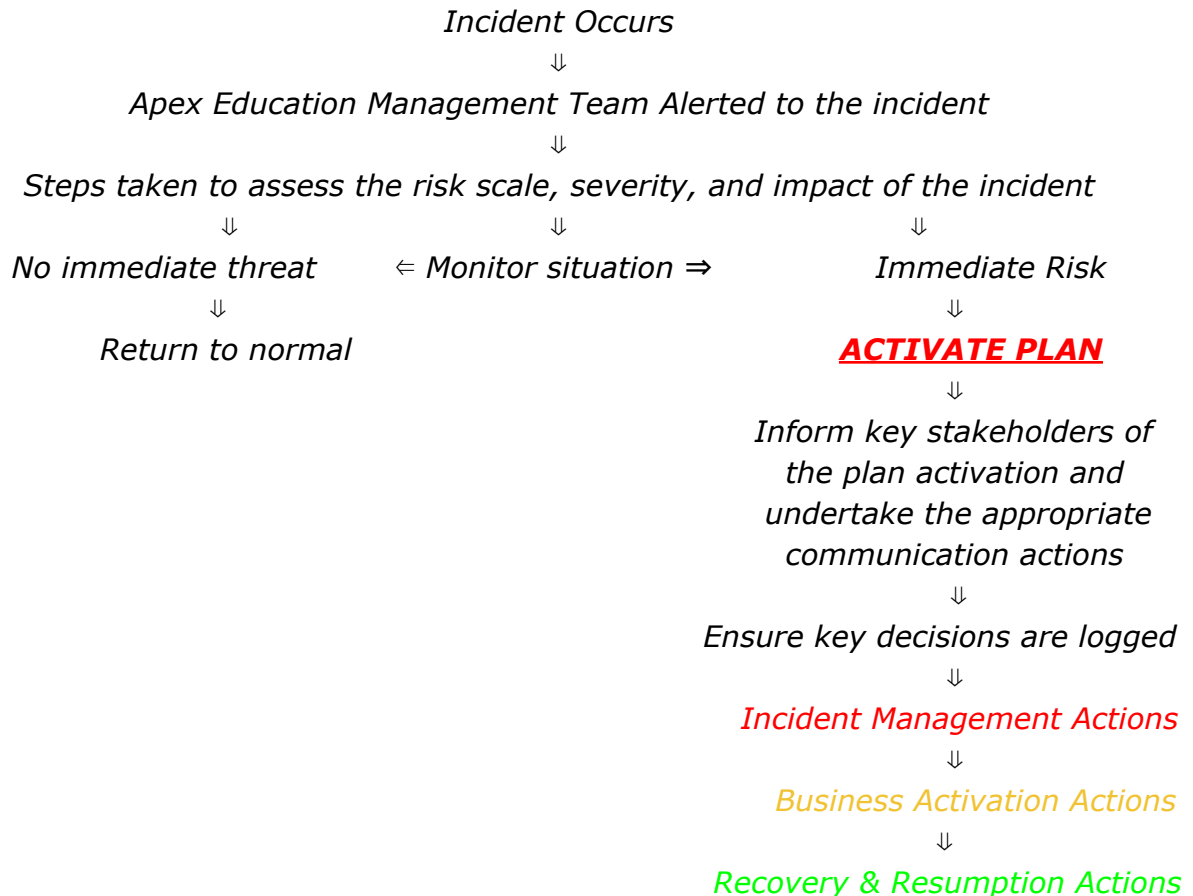 Incident Occurs
⇓
Apex Education Management Team Alerted to the incident
⇓
Steps taken to assess the risk scale, severity, and impact of the incident
⇓ ⇓ ⇓
No immediate threat ⇐ Monitor situation ⇒ Immediate Risk
⇓ ⇓
Return to normal ACTIVATE PLAN
⇓
Inform key stakeholders of
the plan activation and
undertake the appropriate
communication actions
⇓
Ensure key decisions are logged
⇓
Incident Management Actions
⇓
Business Activation Actions
⇓
Recovery & Resumption Actions